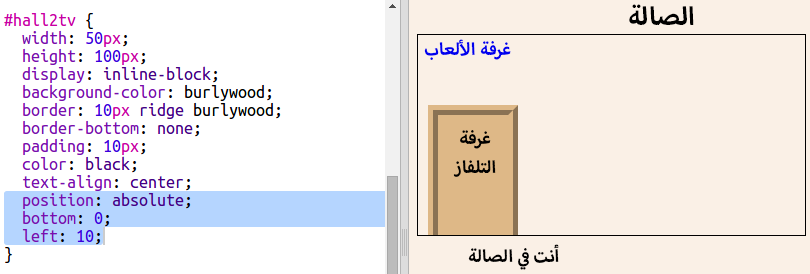 #hall2tv {
width: 50px;
height: 100px;
display: inline-block;
background-color: burlywood;
border: 10px ridge burlywood;
border-bottom: none;
padding: 10px;
color: black;
text-align: center;
position: absolute;
bottom: 0;
left: 10;
}
الصالة
غرفة الألعاب
غرفة
التلفاز
أنت في الصالة